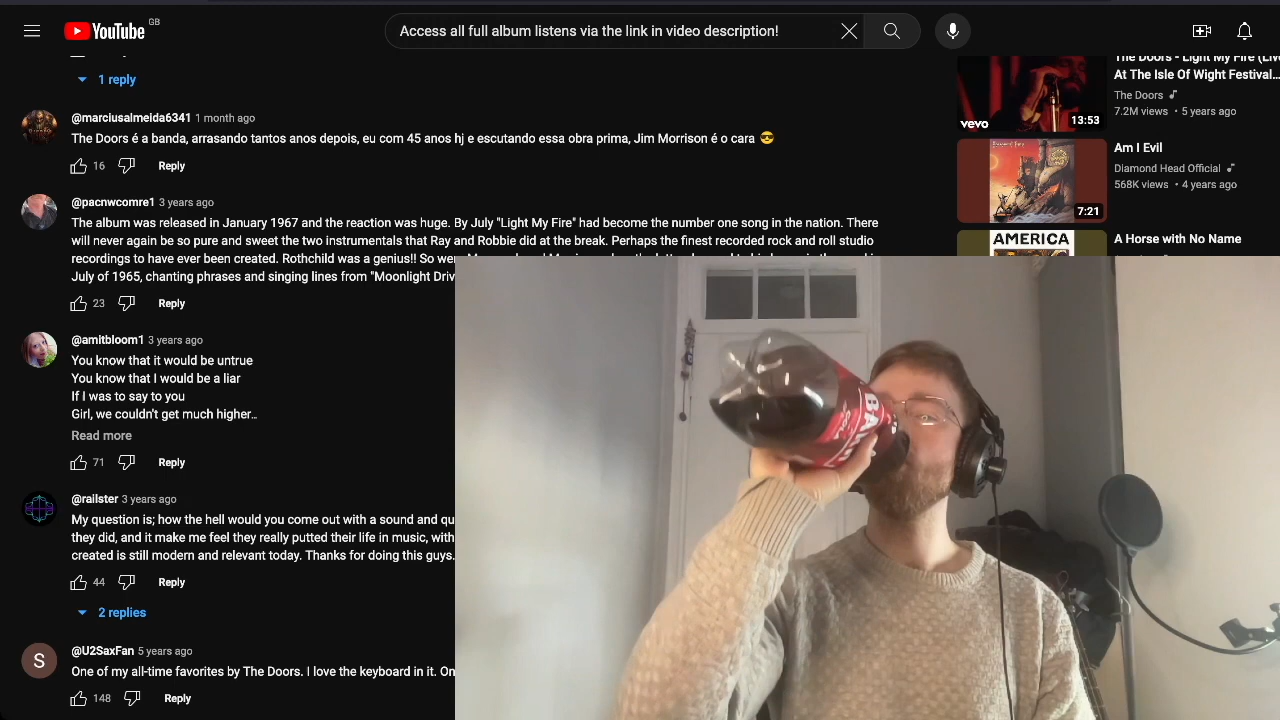 YouTube GB
Access all full album listens via the link in video description!
1 reply
@marciusalmeida6341 1 month ago
The Doors é a banda, arrasando tantos anos depois, eu com 45 anos hj e escutando essa obra prima, Jim Morrison é o cara 😎
16 Reply
@pacnwcomre1 3 years ago
The album was released in January 1967 and the reaction was huge. By July "Light My Fire" had become the number one song in the nation. There
will never again be so pure and sweet the two instrumentals that Ray and Robbie did at the break. Perhaps the finest recorded rock and roll studio
recordings to have ever been created. Rothchild was a genius!! So were
July of 1965, chanting phrases and singing lines from "Moonlight Driv
23 Reply
@amitbloom1 3 years ago
You know that it would be untrue
You know that I would be a liar
If I was to say to you
Girl, we couldn't get much higher...
Read more
71 Reply
@railster 3 years ago
My question is; how the hell would you come out with a sound and qu
they did, and it make me feel they really putted their life in music, with
created is still modern and relevant today. Thanks for doing this guys.
44 Reply
2 replies
S
@U2SaxFan 5 years ago
One of my all-time favorites by The Doors. I love the keyboard in it. On
148 Reply
The Doors - Light My Fire (Live
At The Isle Of Wight Festival...
The Doors
7.2M views • 5 years ago
vevo
13:53
Am I Evil
Diamond Head Official
568K views • 4 years ago
7:21
AMERICA
A Horse with No Name